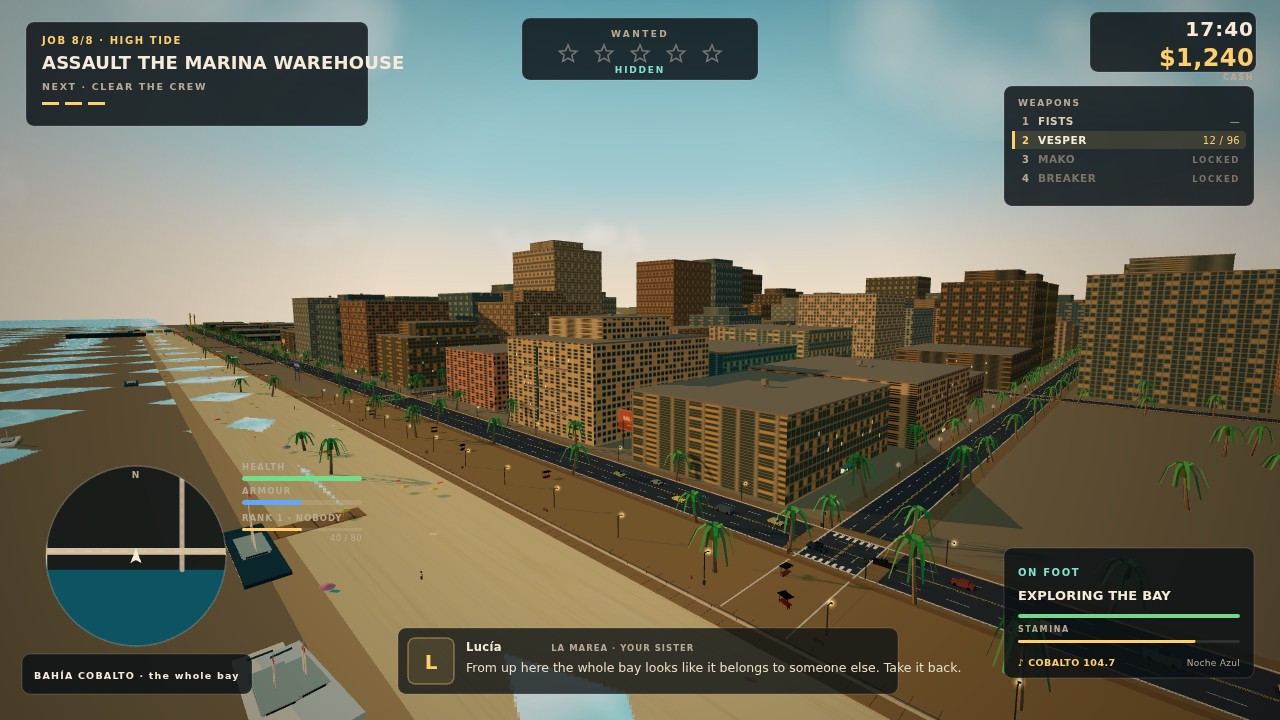 JOB 8/8 · HIGH TIDE
ASSAULT THE MARINA WAREHOUSE
NEXT · CLEAR THE CREW
WANTED
HIDDEN
17:40
$1,240
CASH
WEAPONS
1 FISTS —
2 VESPER 12 / 96
3 MAKO LOCKED
4 BREAKER LOCKED
N
HEALTH
ARMOUR
RANK 1 · NOBODY
40 / 80
BAHÍA COBALTO · the whole bay
L
Lucía LA MAREA · YOUR SISTER
From up here the whole bay looks like it belongs to someone else. Take it back.
ON FOOT
EXPLORING THE BAY
STAMINA
♪ COBALTO 104.7 Noche Azul